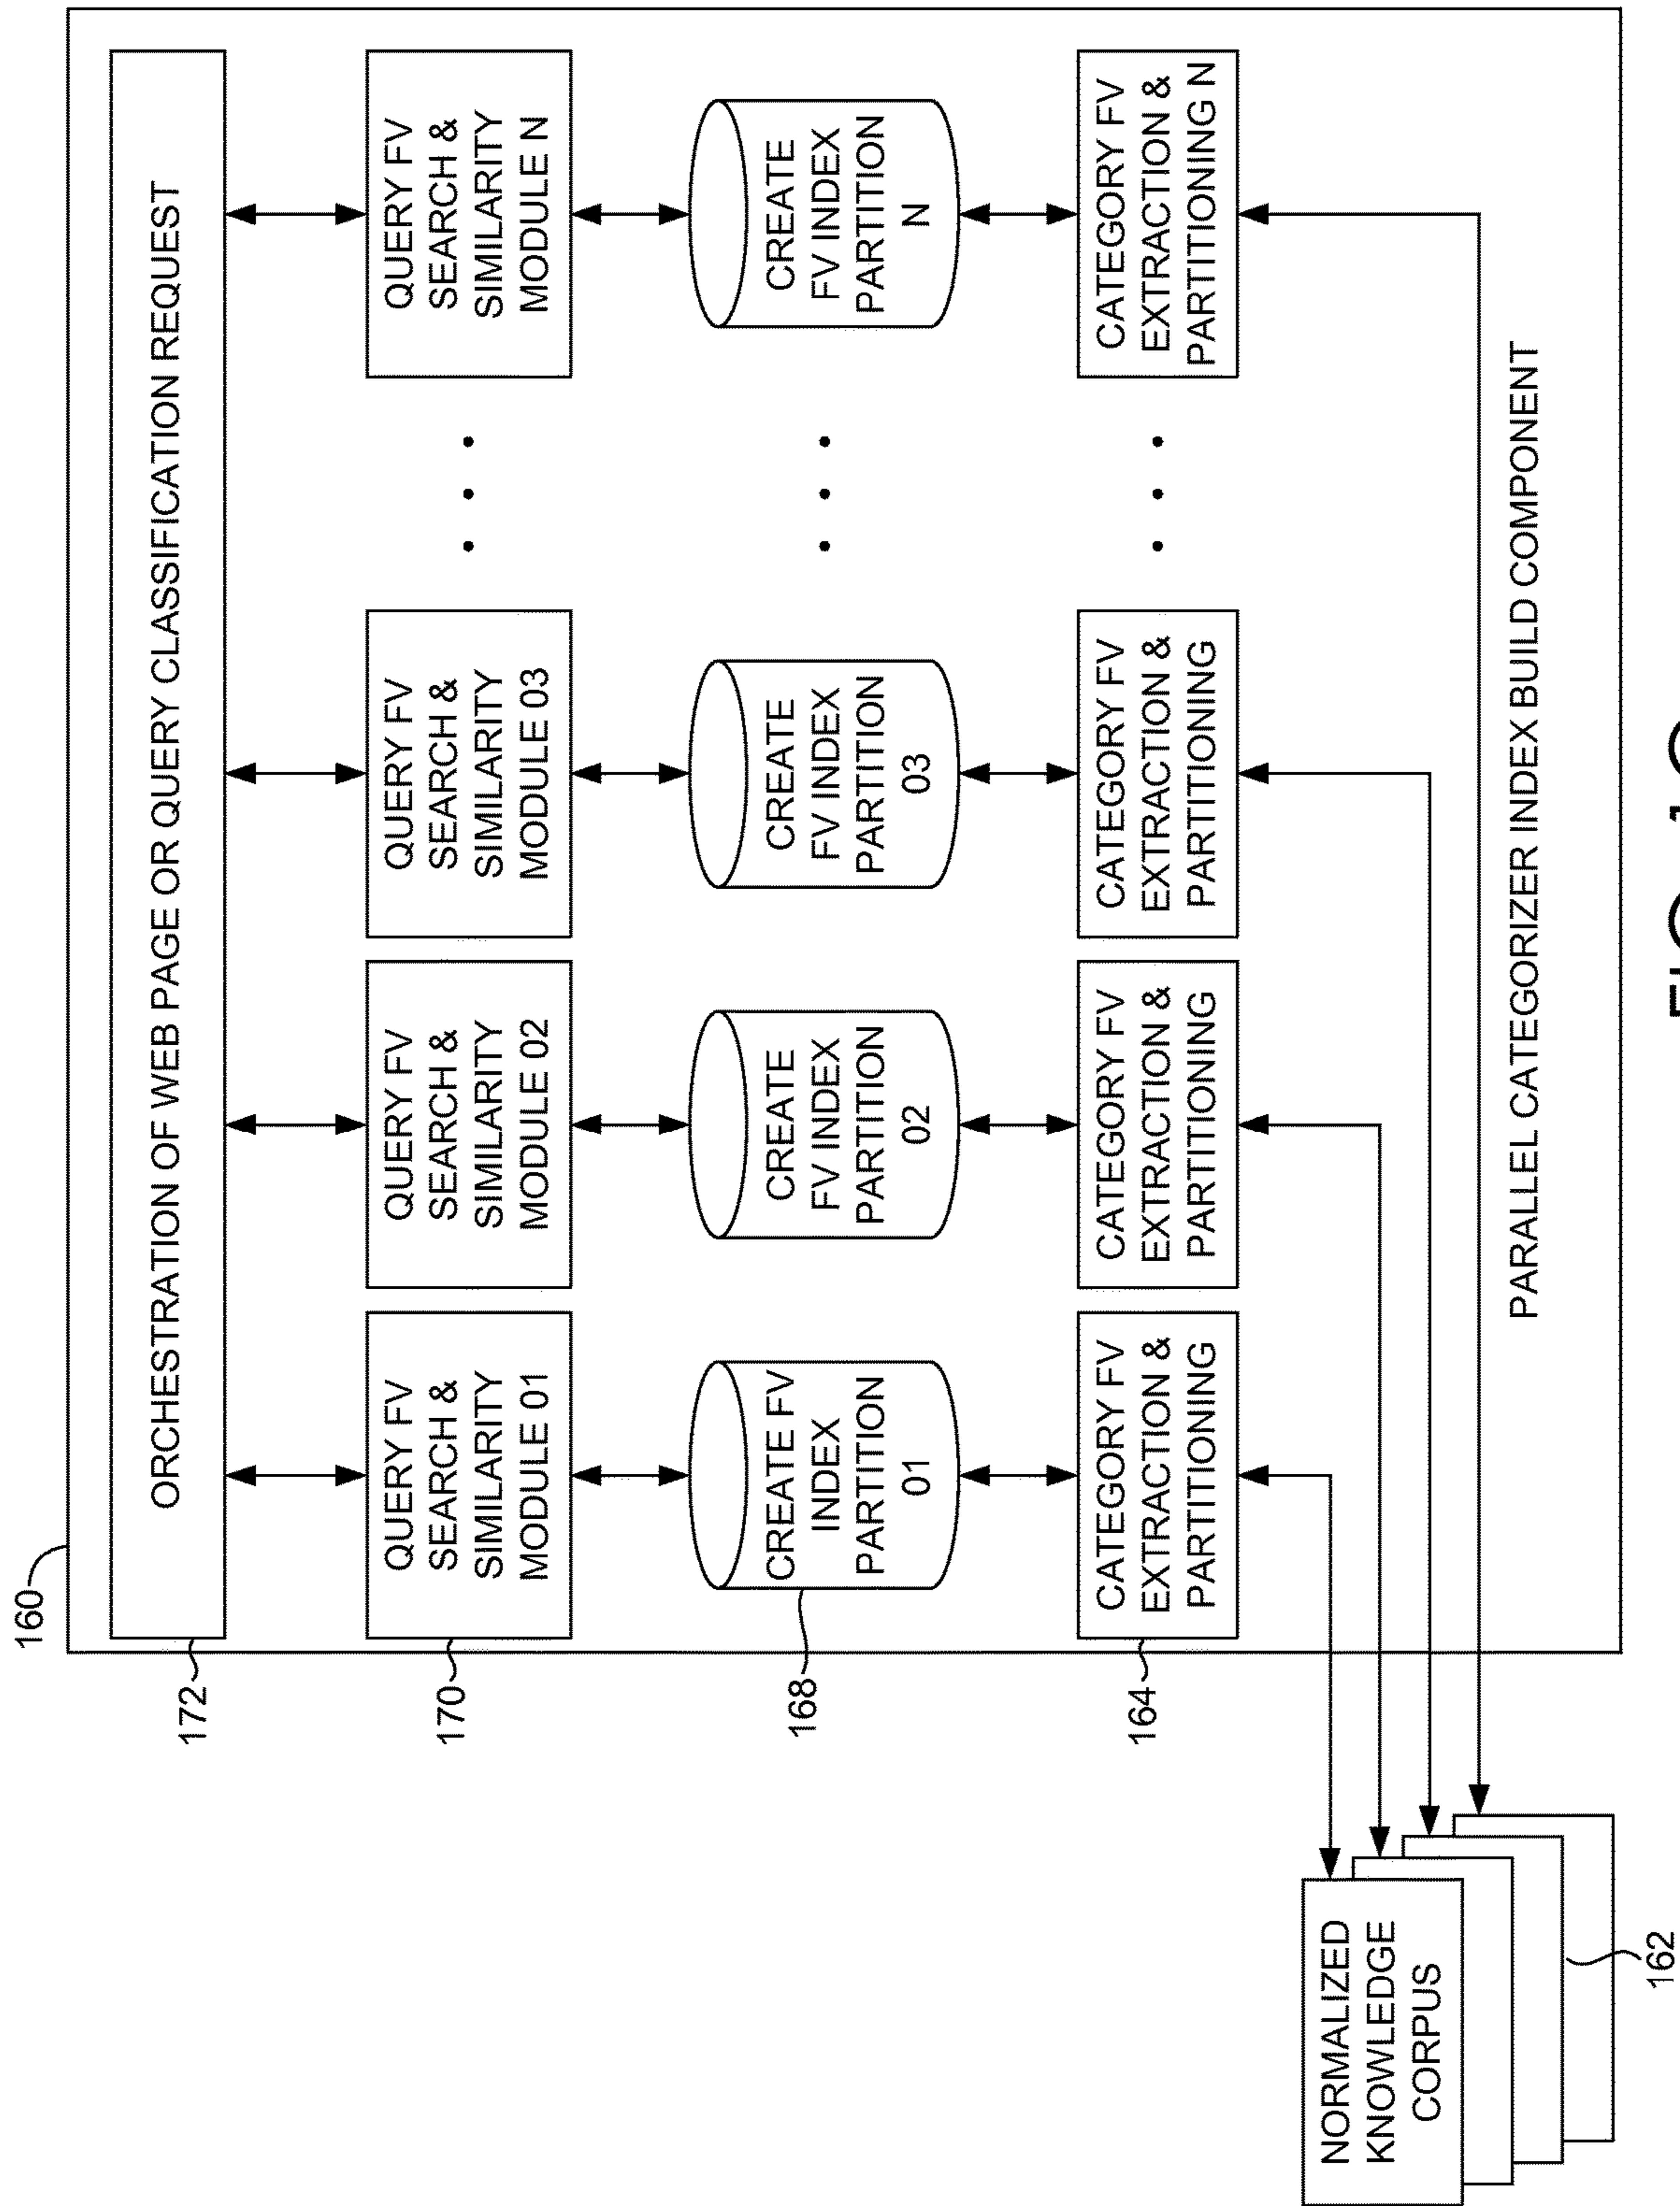 160
ORCHESTRATION OF WEB PAGE OR QUERY CLASSIFICATION REQUEST
172
QUERY FV
SEARCH &
SIMILARITY
MODULE 01
QUERY FV
SEARCH &
SIMILARITY
MODULE 02
QUERY FV
SEARCH &
SIMILARITY
MODULE 03
QUERY FV
SEARCH &
SIMILARITY
MODULE N
170
CREATE FV
INDEX
PARTITION
01
CREATE
FV INDEX
PARTITION
02
CREATE
FV INDEX
PARTITION
03
CREATE
FV INDEX
PARTITION
N
168
CATEGORY FV
EXTRACTION &
PARTITIONING
CATEGORY FV
EXTRACTION &
PARTITIONING
CATEGORY FV
EXTRACTION &
PARTITIONING
CATEGORY FV
EXTRACTION &
PARTITIONING N
164
NORMALIZED
KNOWLEDGE
CORPUS
162
PARALLEL CATEGORIZER INDEX BUILD COMPONENT